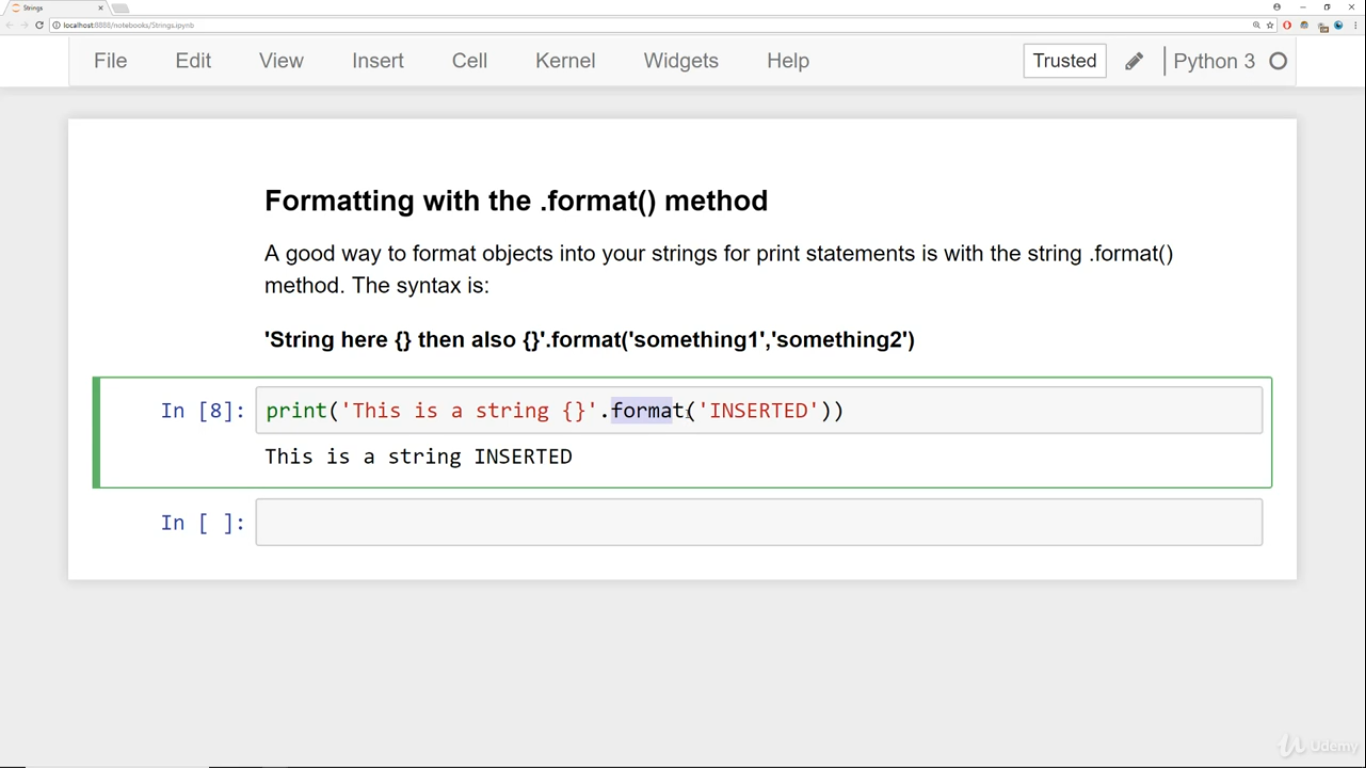 Strings
localhost:8888/notebooks/Strings.ipynb
File Edit View Insert Cell Kernel Widgets Help Trusted Python 3
Formatting with the .format() method
A good way to format objects into your strings for print statements is with the string .format()
method. The syntax is:
'String here {} then also {}'.format('something1','something2')
In [8]: print('This is a string {}'.format('INSERTED'))
This is a string INSERTED
In [ ]:
Udemy